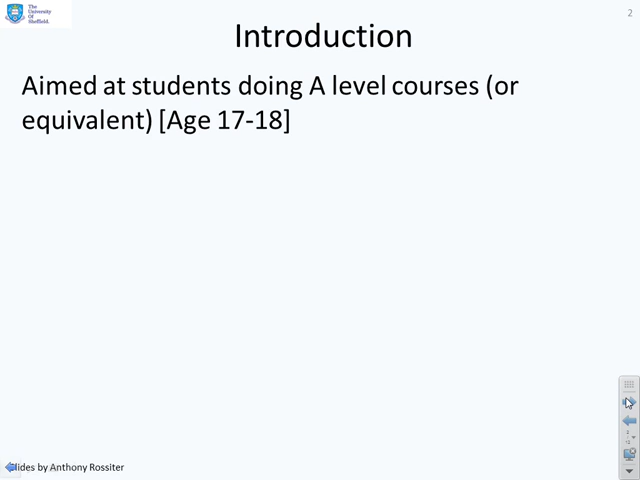 The
University
Of
Sheffield.
2
Introduction
Aimed at students doing A level courses (or
equivalent) [Age 17-18]
Slides by Anthony Rossiter